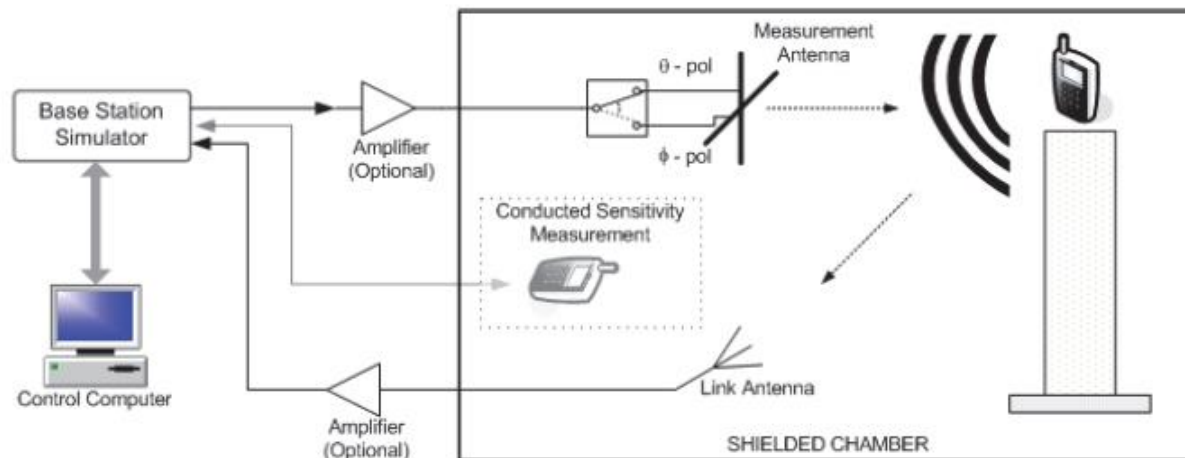 Base Station
Simulator
Amplifier
(Optional)
θ - pol
ϕ - pol
Measurement
Antenna
Conducted Sensitivity
Measurement
Control Computer
Amplifier
(Optional)
Link Antenna
SHIELDED CHAMBER